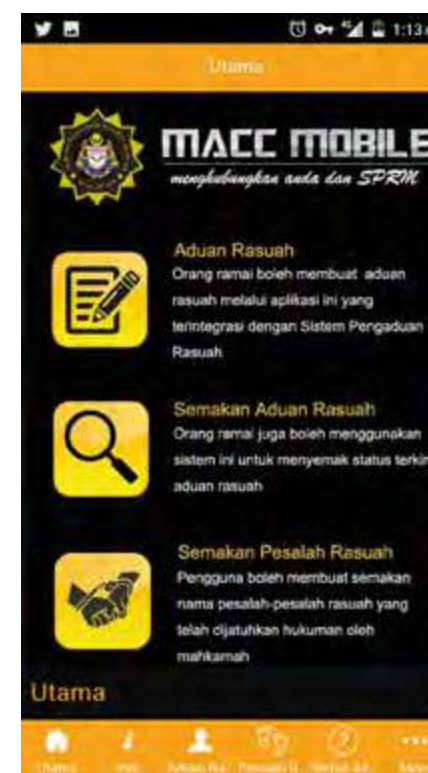 1:13
Utama
MACC MOBILE
menghubungkan anda dan SPRM
Aduan Rasuah
Orang ramai boleh membuat aduan
rasuah melalui aplikasi ini yang
terintegrasi dengan Sistem Pengaduan
Rasuah
Semakan Aduan Rasuah
Orang ramai juga boleh menggunakan
sistem ini untuk menyemak status terkin
aduan rasuah
Semakan Pesalah Rasuah
Pengguna boleh membuat semakan
nama pesalah-pesalah rasuah yang
telah dijatuhkan hukuman oleh
mahkamah
Utama
Utama